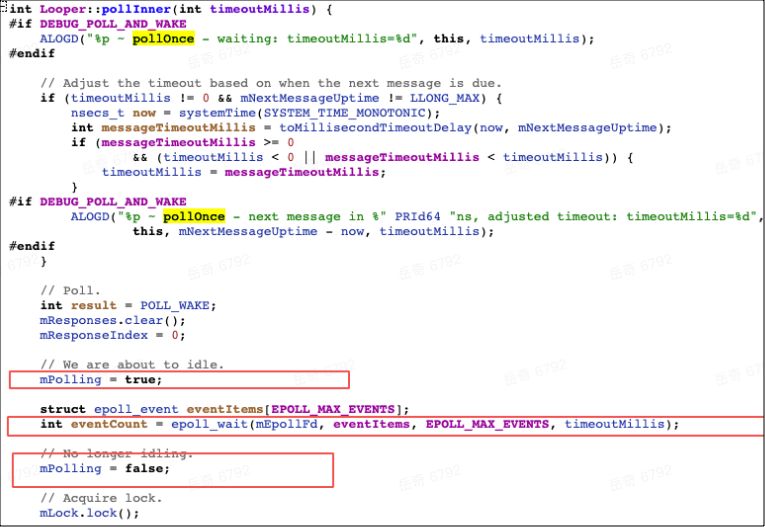 int Looper::pollInner(int timeoutMillis) {
#if DEBUG_POLL_AND_WAKE
    ALOGD("%p ~ pollOnce - waiting: timeoutMillis=%d", this, timeoutMillis);
#endif

    // Adjust the timeout based on when the next message is due.
    if (timeoutMillis != 0 && mNextMessageUptime != LLONG_MAX) {
        nsecs_t now = systemTime(SYSTEM_TIME_MONOTONIC);
        int messageTimeoutMillis = toMillisecondTimeoutDelay(now, mNextMessageUptime);
        if (messageTimeoutMillis >= 0
                && (timeoutMillis < 0 || messageTimeoutMillis < timeoutMillis)) {
            timeoutMillis = messageTimeoutMillis;
        }
#if DEBUG_POLL_AND_WAKE
        ALOGD("%p ~ pollOnce - next message in %" PRId64 "ns, adjusted timeout: timeoutMillis=%d",
                this, mNextMessageUptime - now, timeoutMillis);
#endif
    }

    // Poll.
    int result = POLL_WAKE;
    mResponses.clear();
    mResponseIndex = 0;

    // We are about to idle.
    mPolling = true;

    struct epoll_event eventItems[EPOLL_MAX_EVENTS];
    int eventCount = epoll_wait(mEpollFd, eventItems, EPOLL_MAX_EVENTS, timeoutMillis);

    // No longer idling.
    mPolling = false;

    // Acquire lock.
    mLock.lock();
岳奇 6792